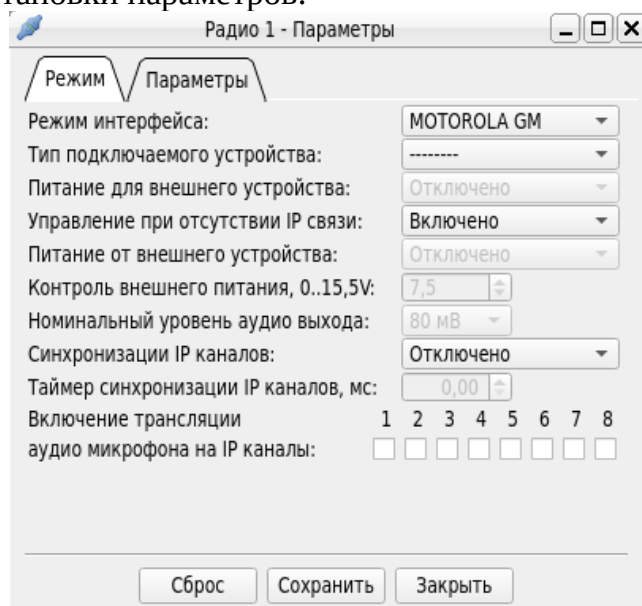 тановки параметров.
Радио 1 - Параметры
Режим Параметры
Режим интерфейса: MOTOROLA GM
Тип подключаемого устройства: --------
Питание для внешнего устройства: Отключено
Управление при отсутствии IP связи: Включено
Питание от внешнего устройства: Отключено
Контроль внешнего питания, 0..15,5V: 7,5
Номинальный уровень аудио выхода: 80 мВ
Синхронизации IP каналов: Отключено
Таймер синхронизации IP каналов, мс: 0,00
Включение трансляции 1 2 3 4 5 6 7 8
аудио микрофона на IP каналы:
Сброс Сохранить Закрыть